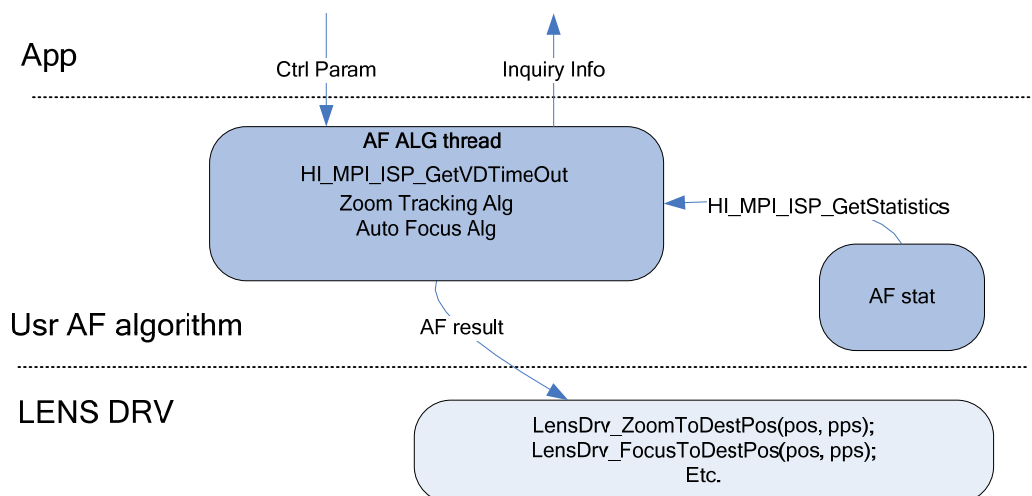 App
Ctrl Param
Inquiry Info
AF ALG thread
HI_MPI_ISP_GetVDTimeOut
Zoom Tracking Alg
Auto Focus Alg
HI_MPI_ISP_GetStatistics
AF stat
Usr AF algorithm
AF result
LENS DRV
LensDrv_ZoomToDestPos(pos, pps);
LensDrv_FocusToDestPos(pos, pps);
Etc.